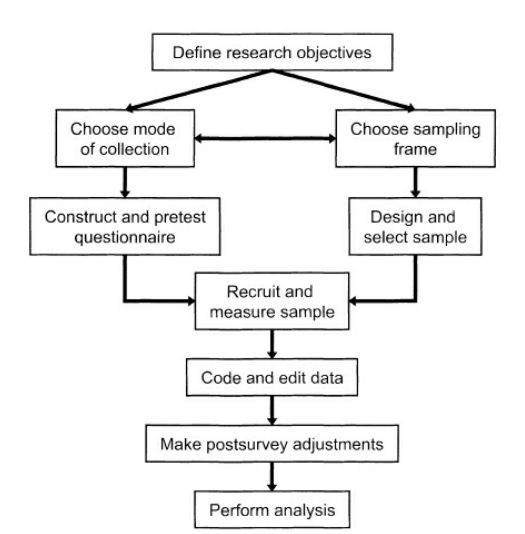 Define research objectives
Choose mode
of collection
Choose sampling
frame
Construct and pretest
questionnaire
Design and
select sample
Recruit and
measure sample
Code and edit data
Make postsurvey adjustments
Perform analysis